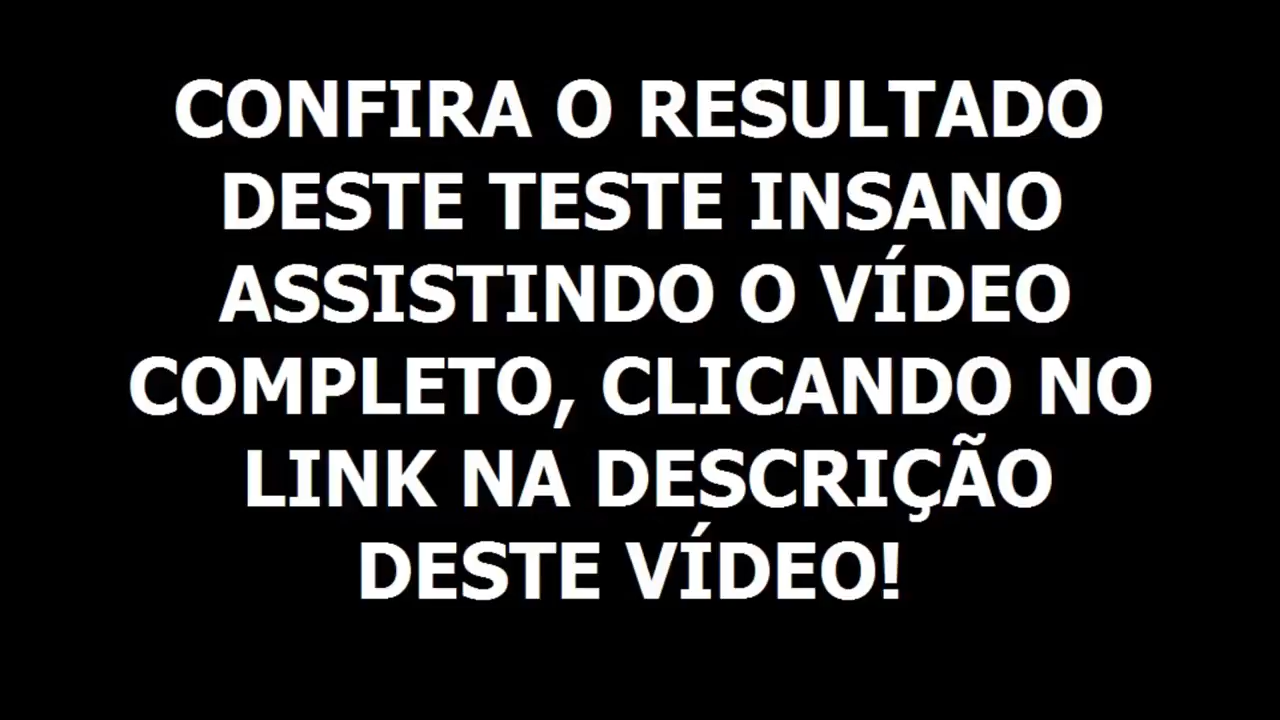 CONFIRA O RESULTADO
DESTE TESTE INSANO
ASSISTINDO O VÍDEO
COMPLETO, CLICANDO NO
LINK NA DESCRIÇÃO
DESTE VÍDEO!